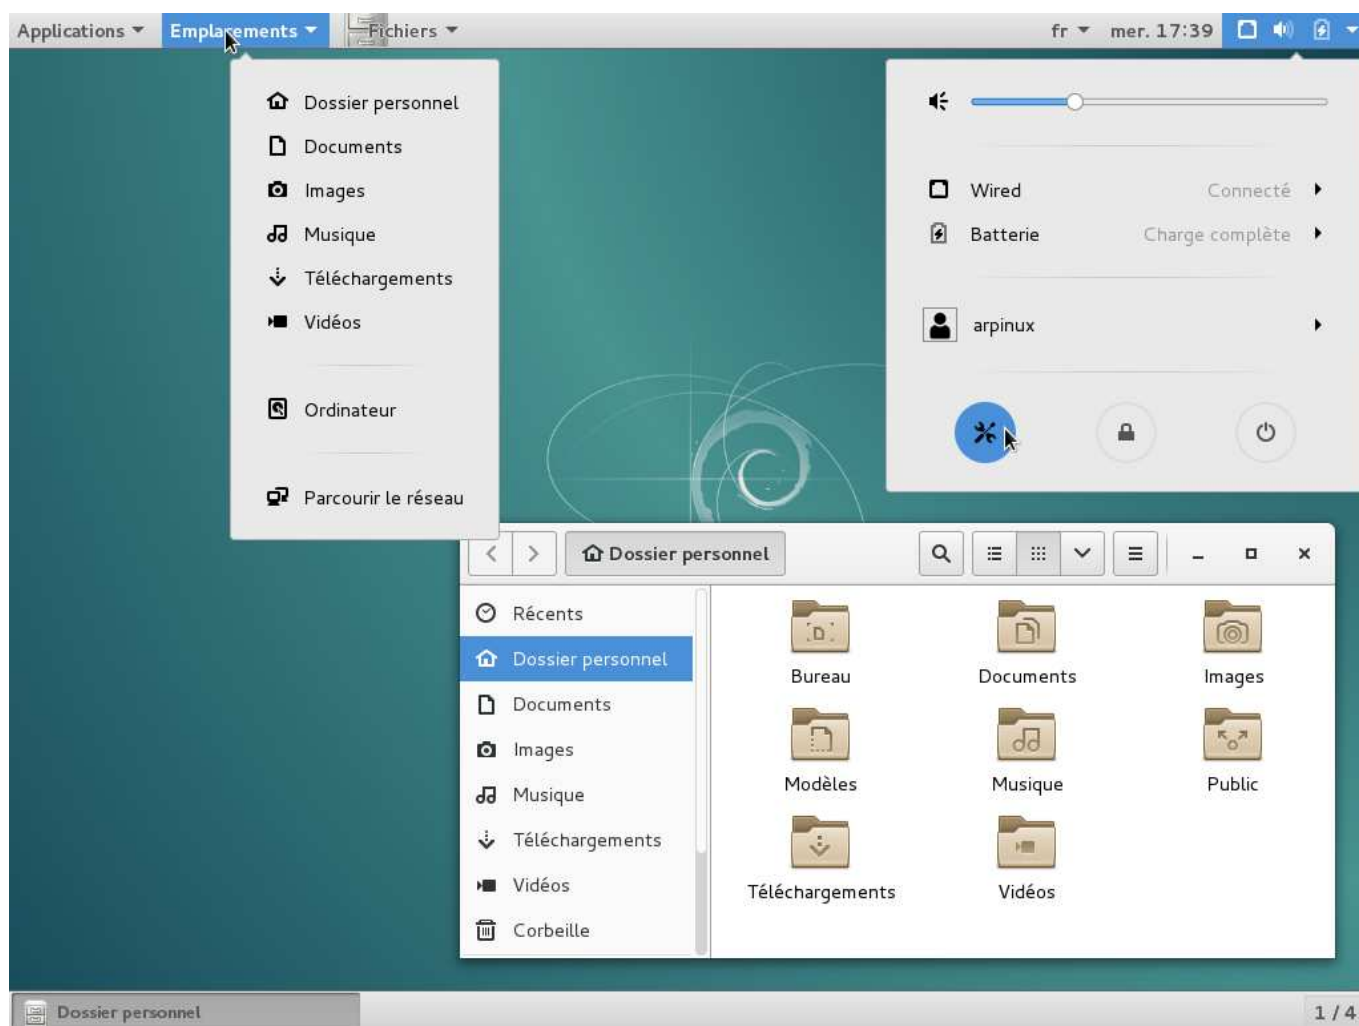 Applications Emplacements Fichiers fr mer. 17:39
Dossier personnel
Documents
Images
Musique
Téléchargements
Vidéos
Ordinateur
Parcourir le réseau
Wired Connecté
Batterie Charge complète
arpinux
Dossier personnel
Récents
Dossier personnel
Documents
Images
Musique
Téléchargements
Vidéos
Corbeille
Bureau Documents Images
Modèles Musique Public
Téléchargements Vidéos
Dossier personnel 1 / 4